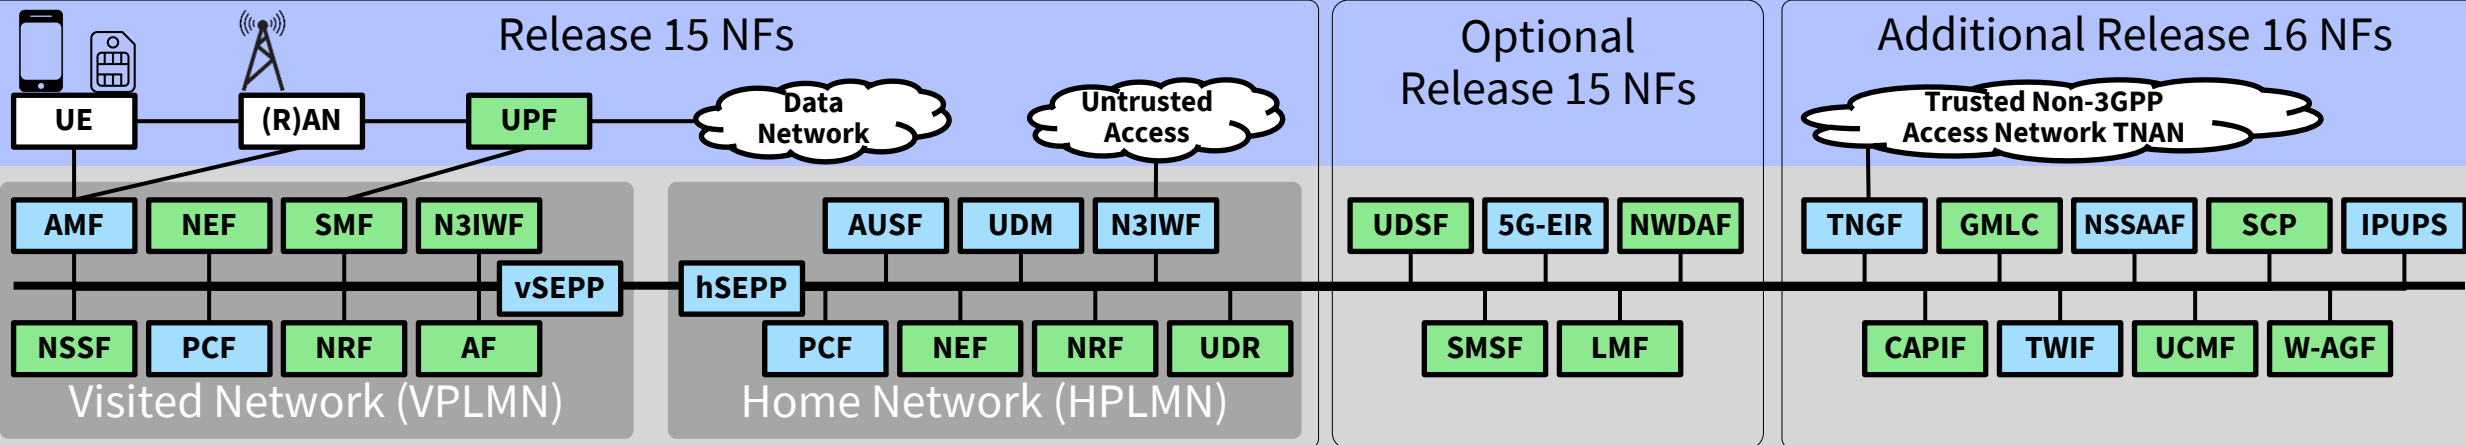 Release 15 NFs
Optional
Release 15 NFs
Additional Release 16 NFs
UE
(R)AN
UPF
Data
Network
Untrusted
Access
Trusted Non-3GPP
Access Network TNAN
AMF
NEF
SMF
N3IWF
AUSF
UDM
N3IWF
UDSF
5G-EIR
NWDAF
TNGF
GMLC
NSSAAF
SCP
IPUPS
vSEPP
hSEPP
NSSF
PCF
NRF
AF
PCF
NEF
NRF
UDR
SMSF
LMF
CAPIF
TWIF
UCMF
W-AGF
Visited Network (VPLMN)
Home Network (HPLMN)